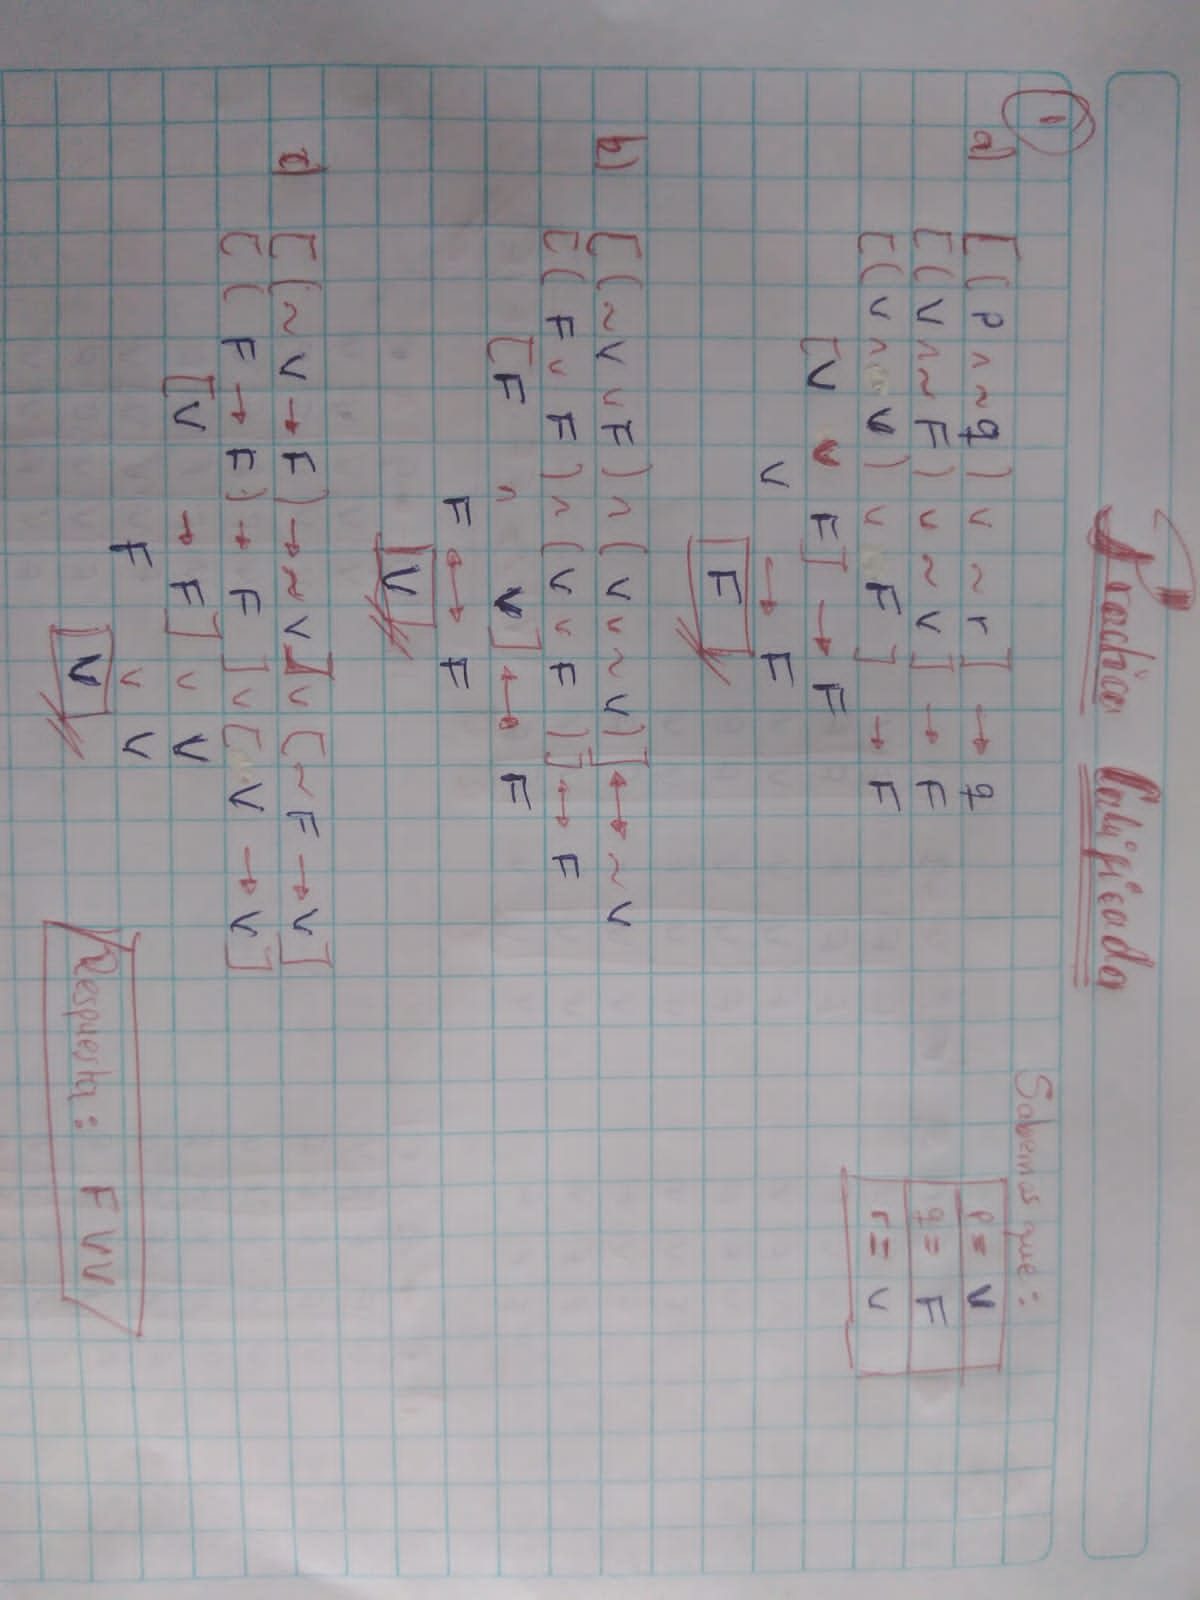 Práctica Calificada
1
Sabemos que:
p = V
q = F
r = V
a) [(p ∧ ~q) ∨ ~r] → q
[(V ∧ ~F) ∨ ~V] → F
[(V ∧ V) ∨ F] → F
[V ∨ F] → F
V → F
F
b) [(~V ∨ F) ∧ (V ∨ ~V)] ↔ ~V
[(F ∨ F) ∧ (V ∨ F)] ↔ F
[F ∧ V] ↔ F
F ↔ F
V
c) [(~V → F) → ~V] ∨ [~F → V]
[(F → F) → F] ∨ [V → V]
[V → F] ∨ V
F ∨ V
V
Respuesta: FVV